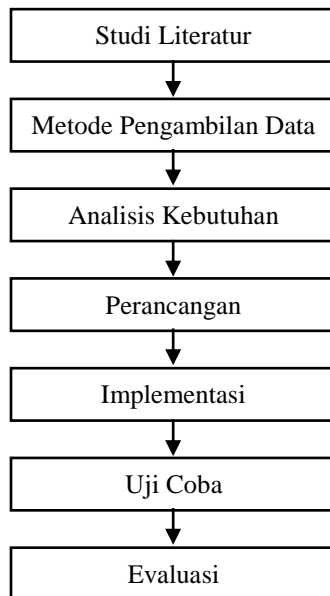 Studi Literatur
Metode Pengambilan Data
Analisis Kebutuhan
Perancangan
Implementasi
Uji Coba
Evaluasi